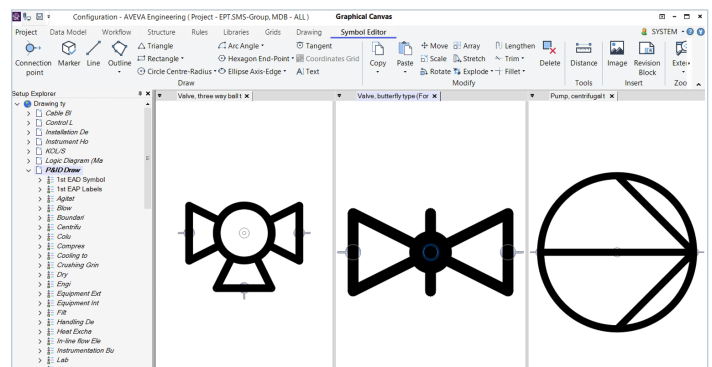 Configuration - AVEVA Engineering (Project - EPT.SMS-Group, MDB - ALL)
Graphical Canvas
Project Data Model Workflow Structure Rules Libraries Grids Drawing Symbol Editor
SYSTEM
Connection point
Marker
Line
Outline
Triangle
Rectangle
Circle Centre-Radius
Arc Angle
Hexagon End-Point
Ellipse Axis-Edge
Tangent
Coordinates Grid
Text
Draw
Copy
Paste
Move
Scale
Rotate
Array
Stretch
Explode
Lengthen
Trim
Fillet
Delete
Modify
Distance
Tools
Image
Revision Block
Insert
Exte
Zoo
Setup Explorer
Drawing ty
Cable Bl
Control L
Installation De
Instrument Ho
KOL/S
Logic Diagram (Ma
P&ID Draw
1st EAD Symbol
1st EAP Labels
Agitat
Blow
Boundari
Centrifu
Colu
Compres
Cooling to
Crushing Grin
Dry
Engi
Equipment Ext
Equipment Int
Filt
Handling De
Heat Excha
In-line flow Ele
Instrumentation Bu
Lab
Valve, three way ball t
Valve, butterfly type (For
Pump, centrifugal t